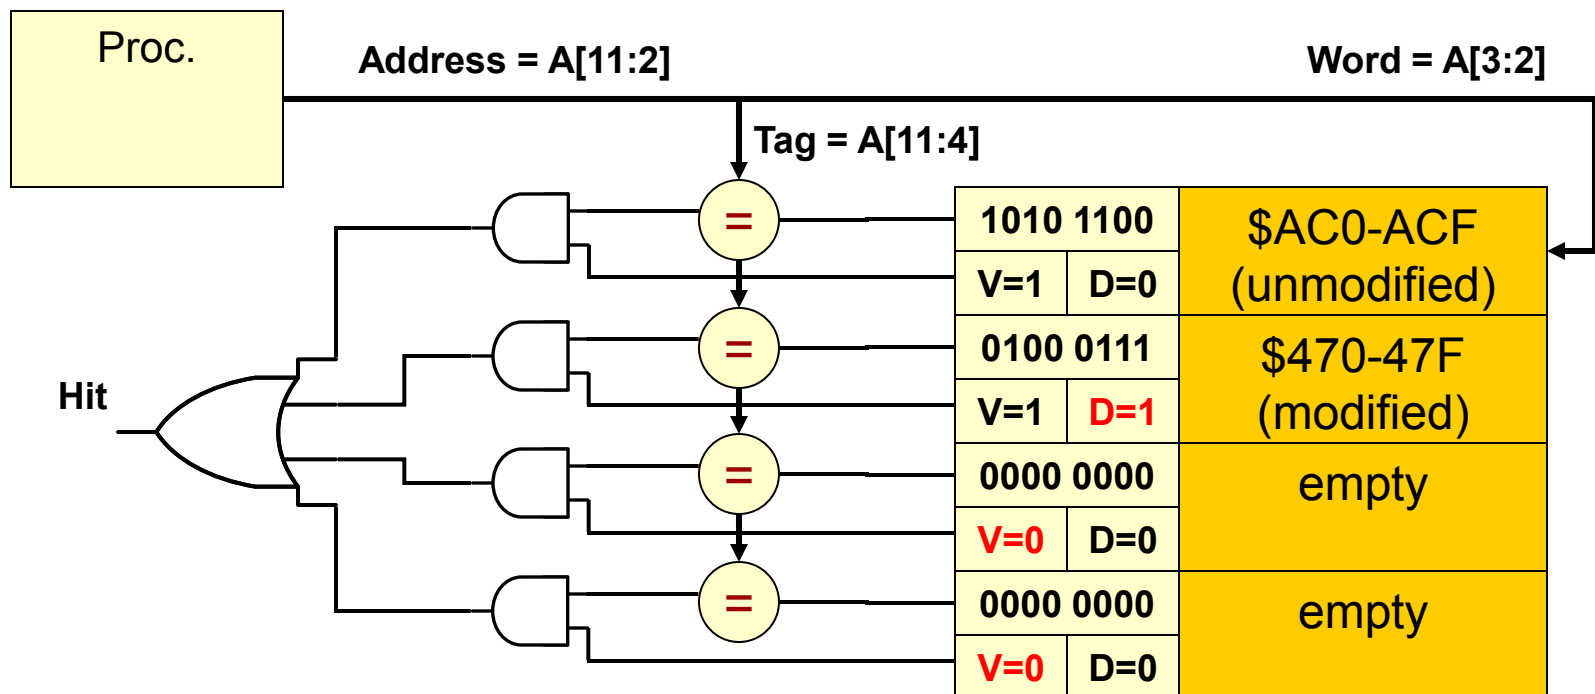 Proc.
Address = A[11:2]
Word = A[3:2]
Tag = A[11:4]
=
1010 1100
V=1
D=0
$AC0-ACF
(unmodified)
=
0100 0111
V=1
D=1
$470-47F
(modified)
Hit
=
0000 0000
V=0
D=0
empty
=
0000 0000
V=0
D=0
empty